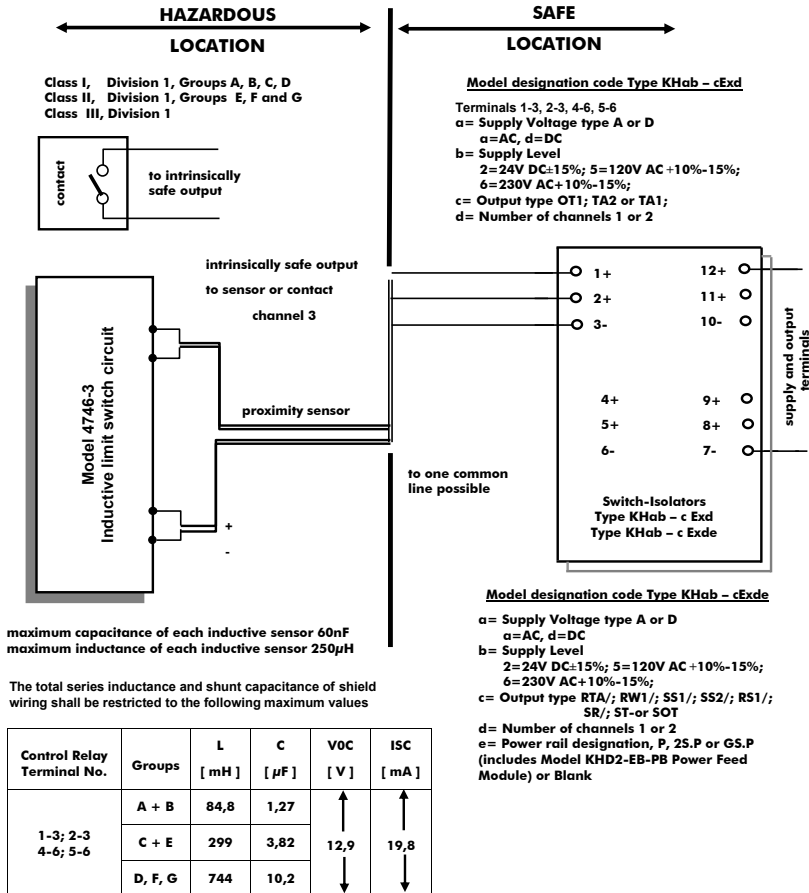 HAZARDOUS
LOCATION
SAFE
LOCATION
Class I, Division 1, Groups A, B, C, D
Class II, Division 1, Groups E, F and G
Class III, Division 1
contact
to intrinsically
safe output
Model designation code Type KHab – cExd
Terminals 1-3, 2-3, 4-6, 5-6
a= Supply Voltage type A or D
a=AC, d=DC
b= Supply Level
2=24V DC±15%; 5=120V AC +10%-15%;
6=230V AC+10%-15%;
c= Output type OT1; TA2 or TA1;
d= Number of channels 1 or 2
intrinsically safe output
to sensor or contact
channel 3
Model 4746-3
Inductive limit switch circuit
proximity sensor
+
-
to one common
line possible
1+
2+
3-
4+
5+
6-
12+
11+
10-
9+
8+
7-
supply and output
terminals
Switch-Isolators
Type KHab – c Exd
Type KHab – c Exde
maximum capacitance of each inductive sensor 60nF
maximum inductance of each inductive sensor 250µH
The total series inductance and shunt capacitance of shield
wiring shall be restricted to the following maximum values
Model designation code Type KHab – cExde
a= Supply Voltage type A or D
a=AC, d=DC
b= Supply Level
2=24V DC±15%; 5=120V AC +10%-15%;
6=230V AC+10%-15%;
c= Output type RTA/; RW1/; SS1/; SS2/; RS1/;
SR/; ST-or SOT
d= Number of channels 1 or 2
e= Power rail designation, P, 2S.P or GS.P
(includes Model KHD2-EB-PB Power Feed
Module) or Blank
Control Relay
Terminal No.
Groups
L
[ mH ]
C
[ µF ]
V0C
[ V ]
ISC
[ mA ]
1-3; 2-3
4-6; 5-6
A + B
84,8
1,27
C + E
299
3,82
12,9
19,8
D, F, G
744
10,2